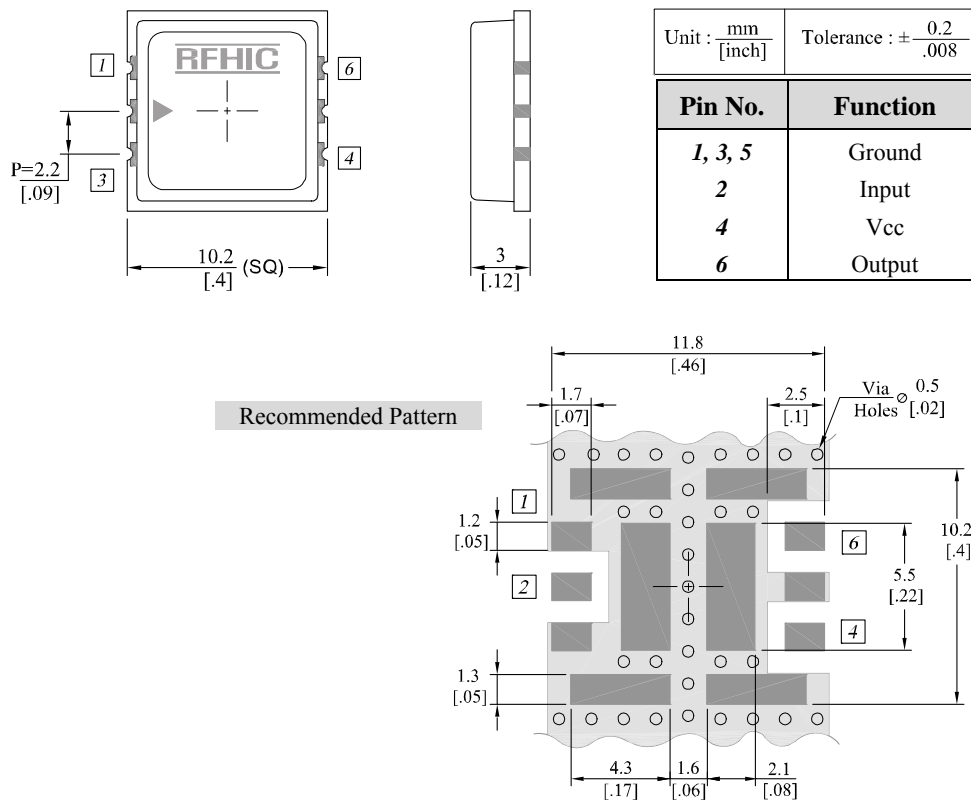 RFHIC
1
6
3
4
P=2.2
[.09]
10.2 (SQ)
[.4]
3
[.12]
Unit : mm
[inch]
Tolerance : ± 0.2
.008
Pin No. Function
1, 3, 5 Ground
2 Input
4 Vcc
6 Output
Recommended Pattern
11.8
[.46]
1.7
[.07]
2.5
[.1]
Via
Holes
⌀ 0.5
[.02]
1
1.2
[.05]
2
6
4
10.2
[.4]
5.5
[.22]
1.3
[.05]
4.3
[.17]
1.6
[.06]
2.1
[.08]